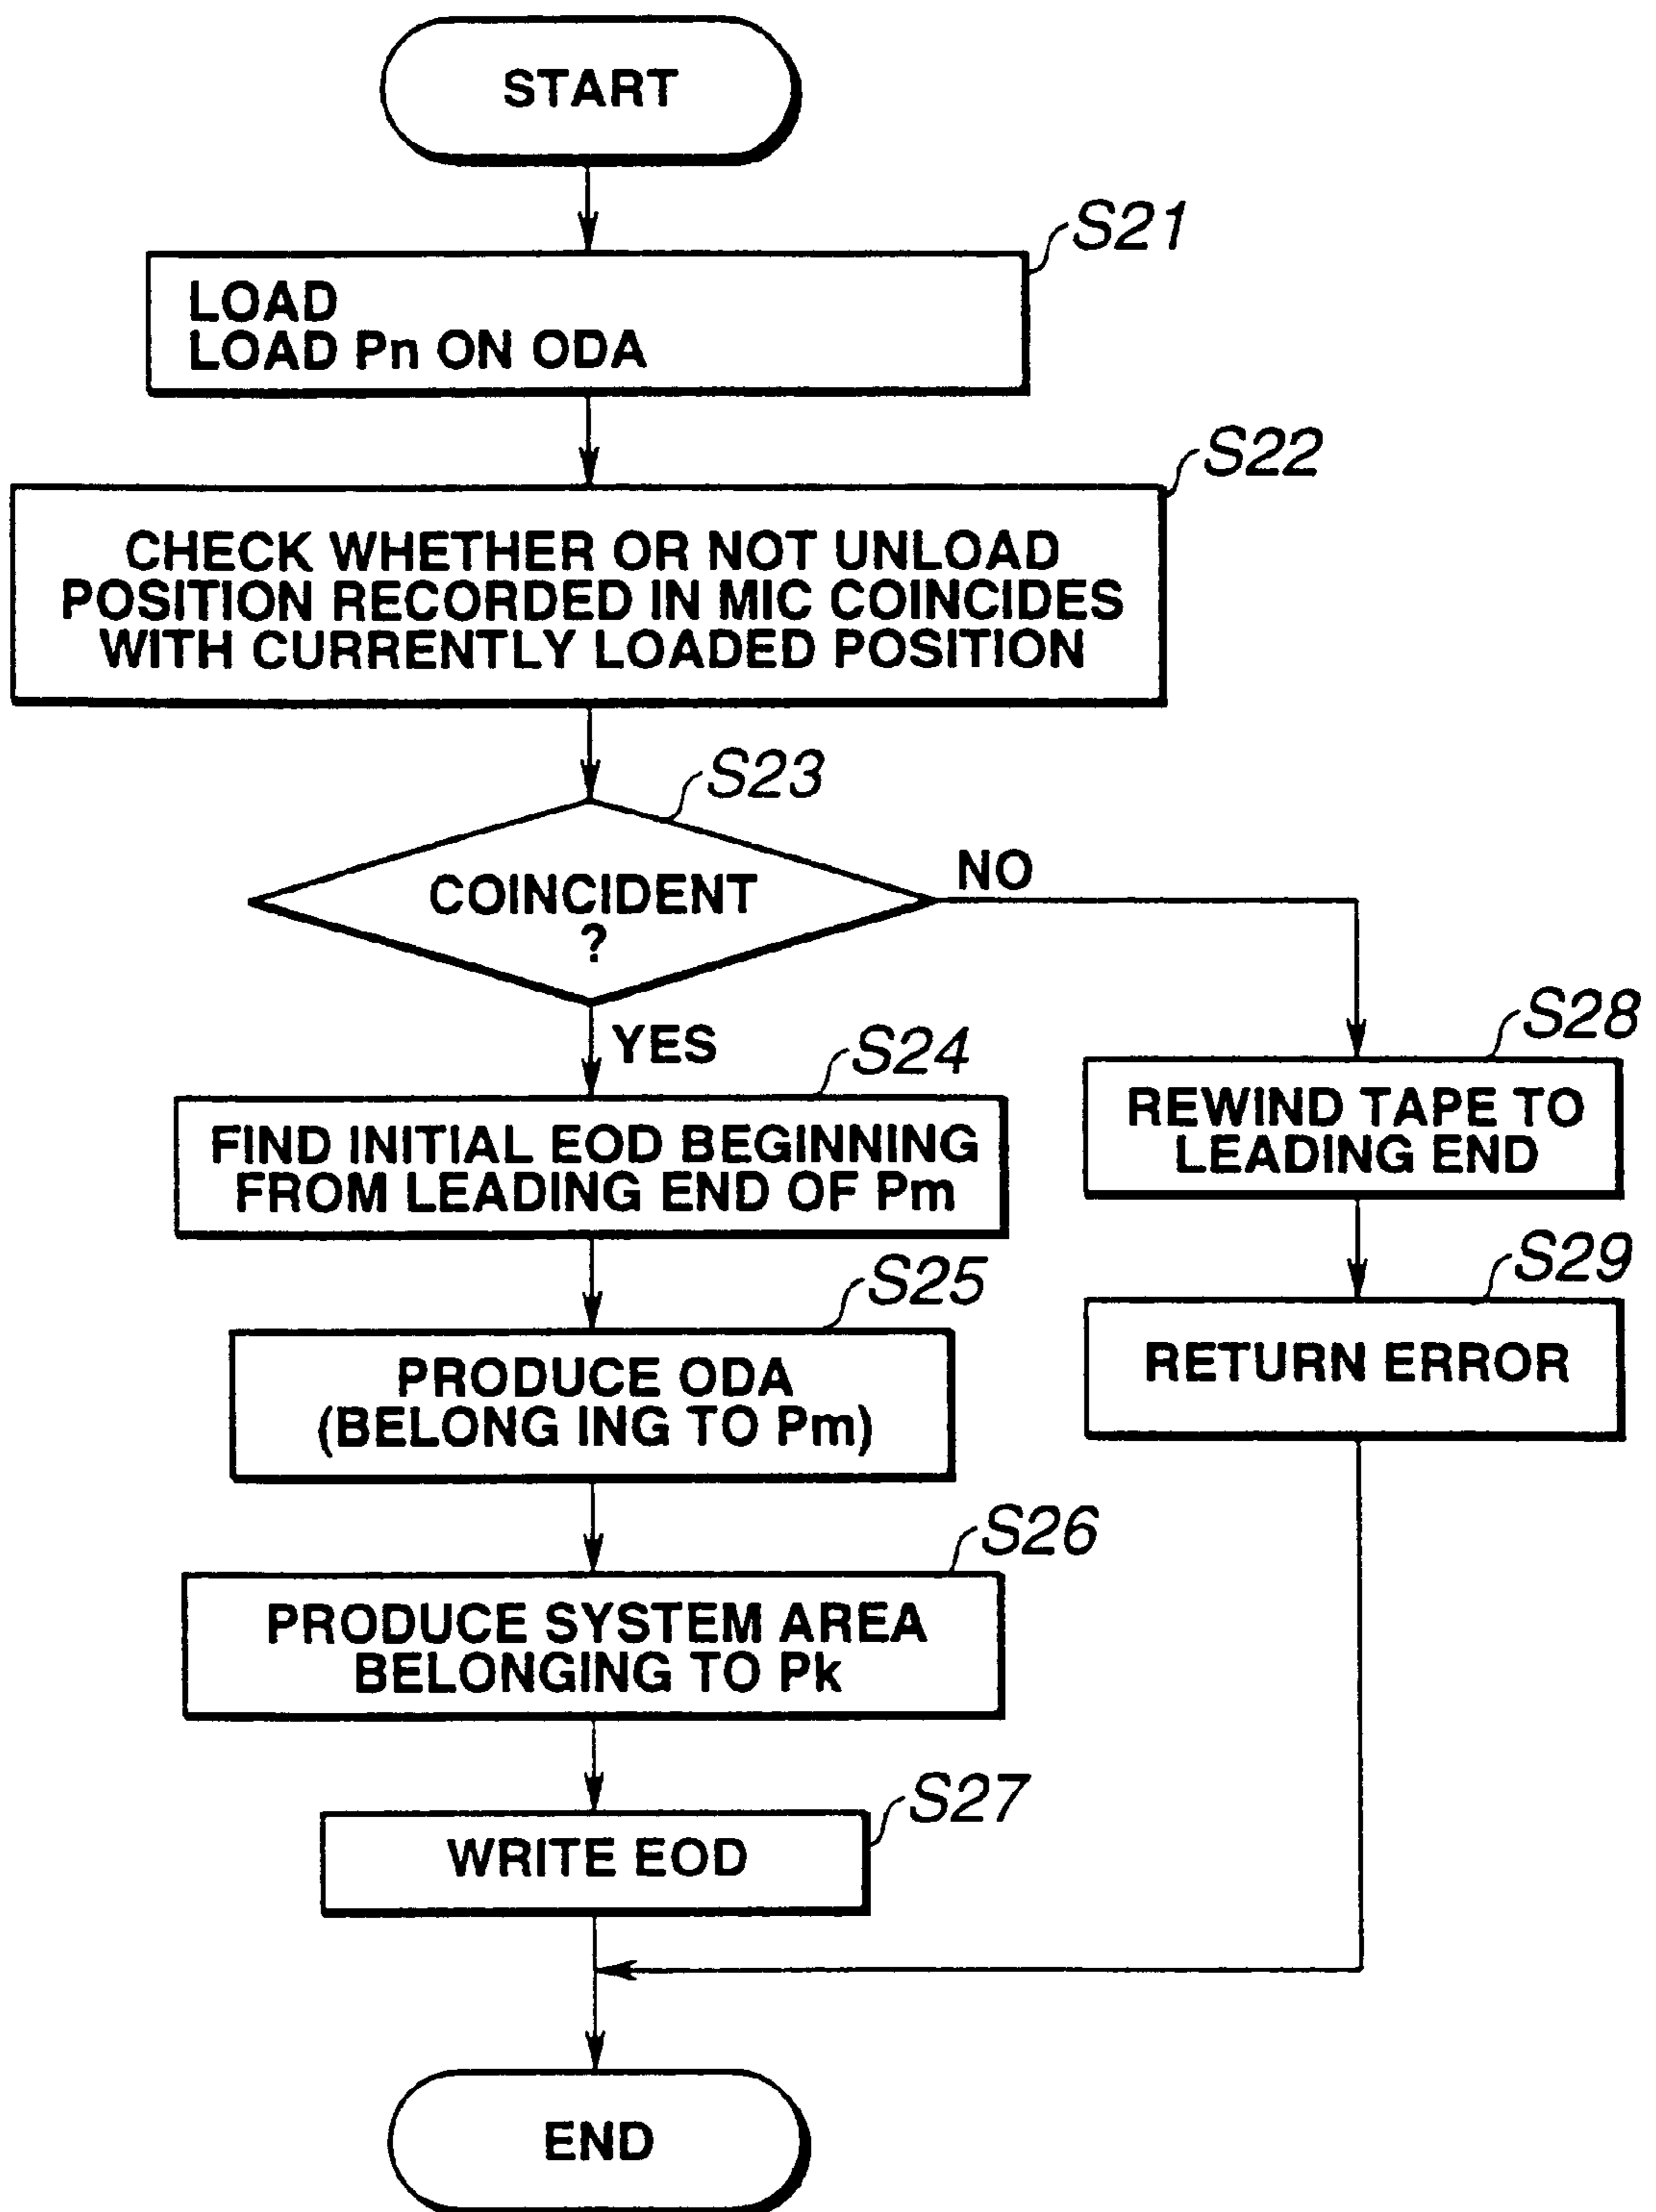 START
S21
LOAD
LOAD Pn ON ODA
S22
CHECK WHETHER OR NOT UNLOAD
POSITION RECORDED IN MIC COINCIDES
WITH CURRENTLY LOADED POSITION
S23
COINCIDENT
?
NO
YES
S24
FIND INITIAL EOD BEGINNING
FROM LEADING END OF Pm
S25
PRODUCE ODA
(BELONG ING TO Pm)
S26
PRODUCE SYSTEM AREA
BELONGING TO Pk
S27
WRITE EOD
S28
REWIND TAPE TO
LEADING END
S29
RETURN ERROR
END